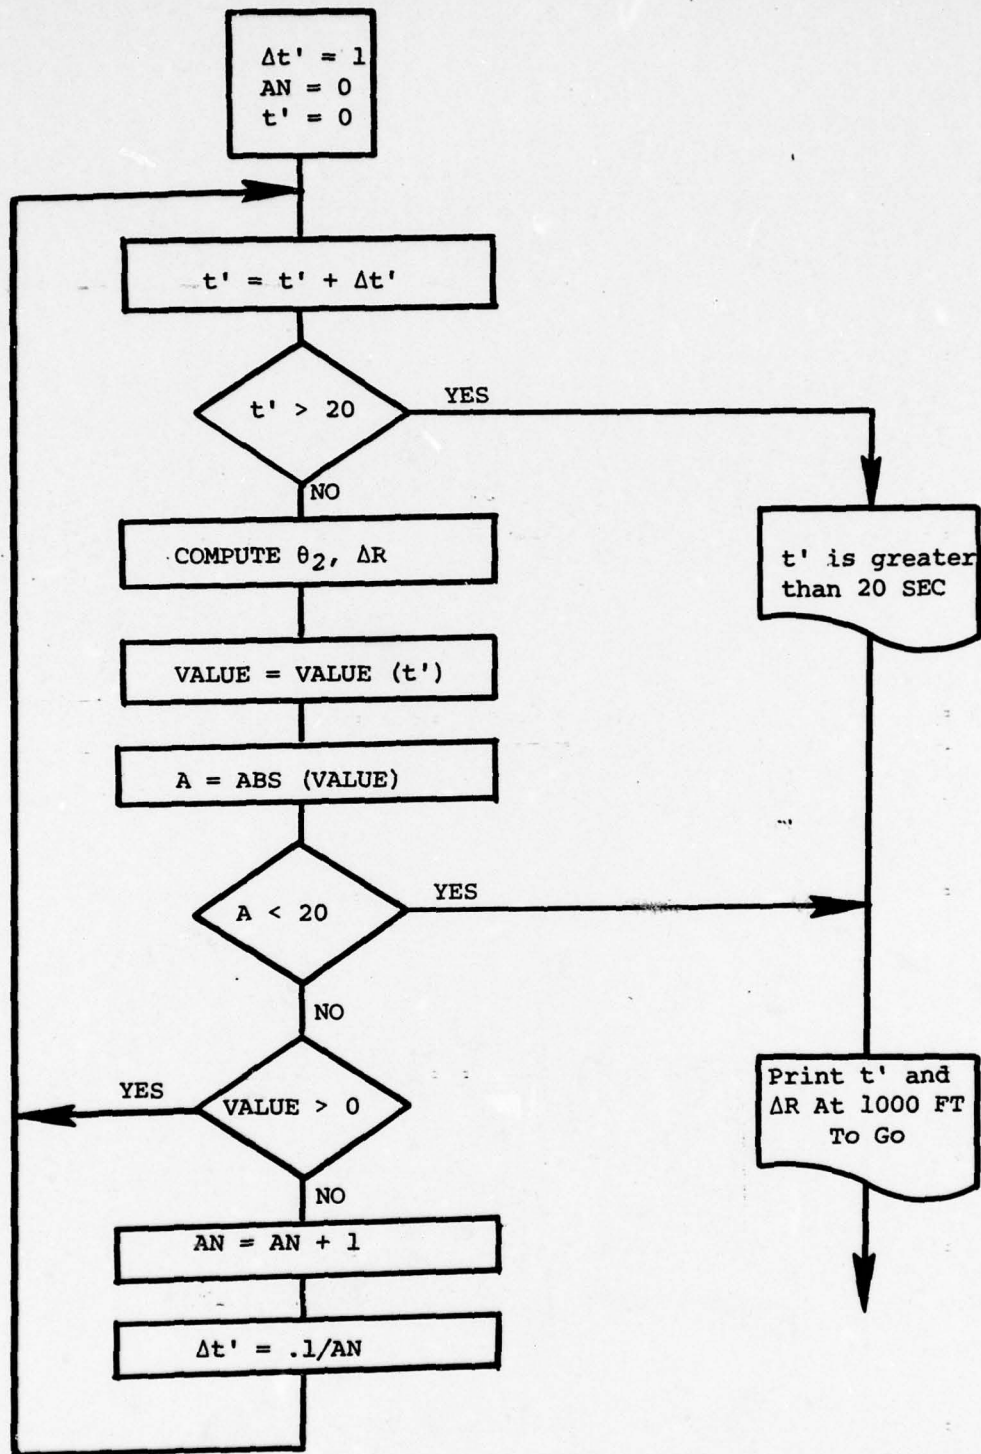 Δt' = 1
AN = 0
t' = 0
t' = t' + Δt'
t' > 20
YES
NO
COMPUTE θ2, ΔR
t' is greater
than 20 SEC
VALUE = VALUE (t')
A = ABS (VALUE)
A < 20
YES
NO
VALUE > 0
YES
NO
Print t' and
ΔR At 1000 FT
To Go
AN = AN + 1
Δt' = .1/AN